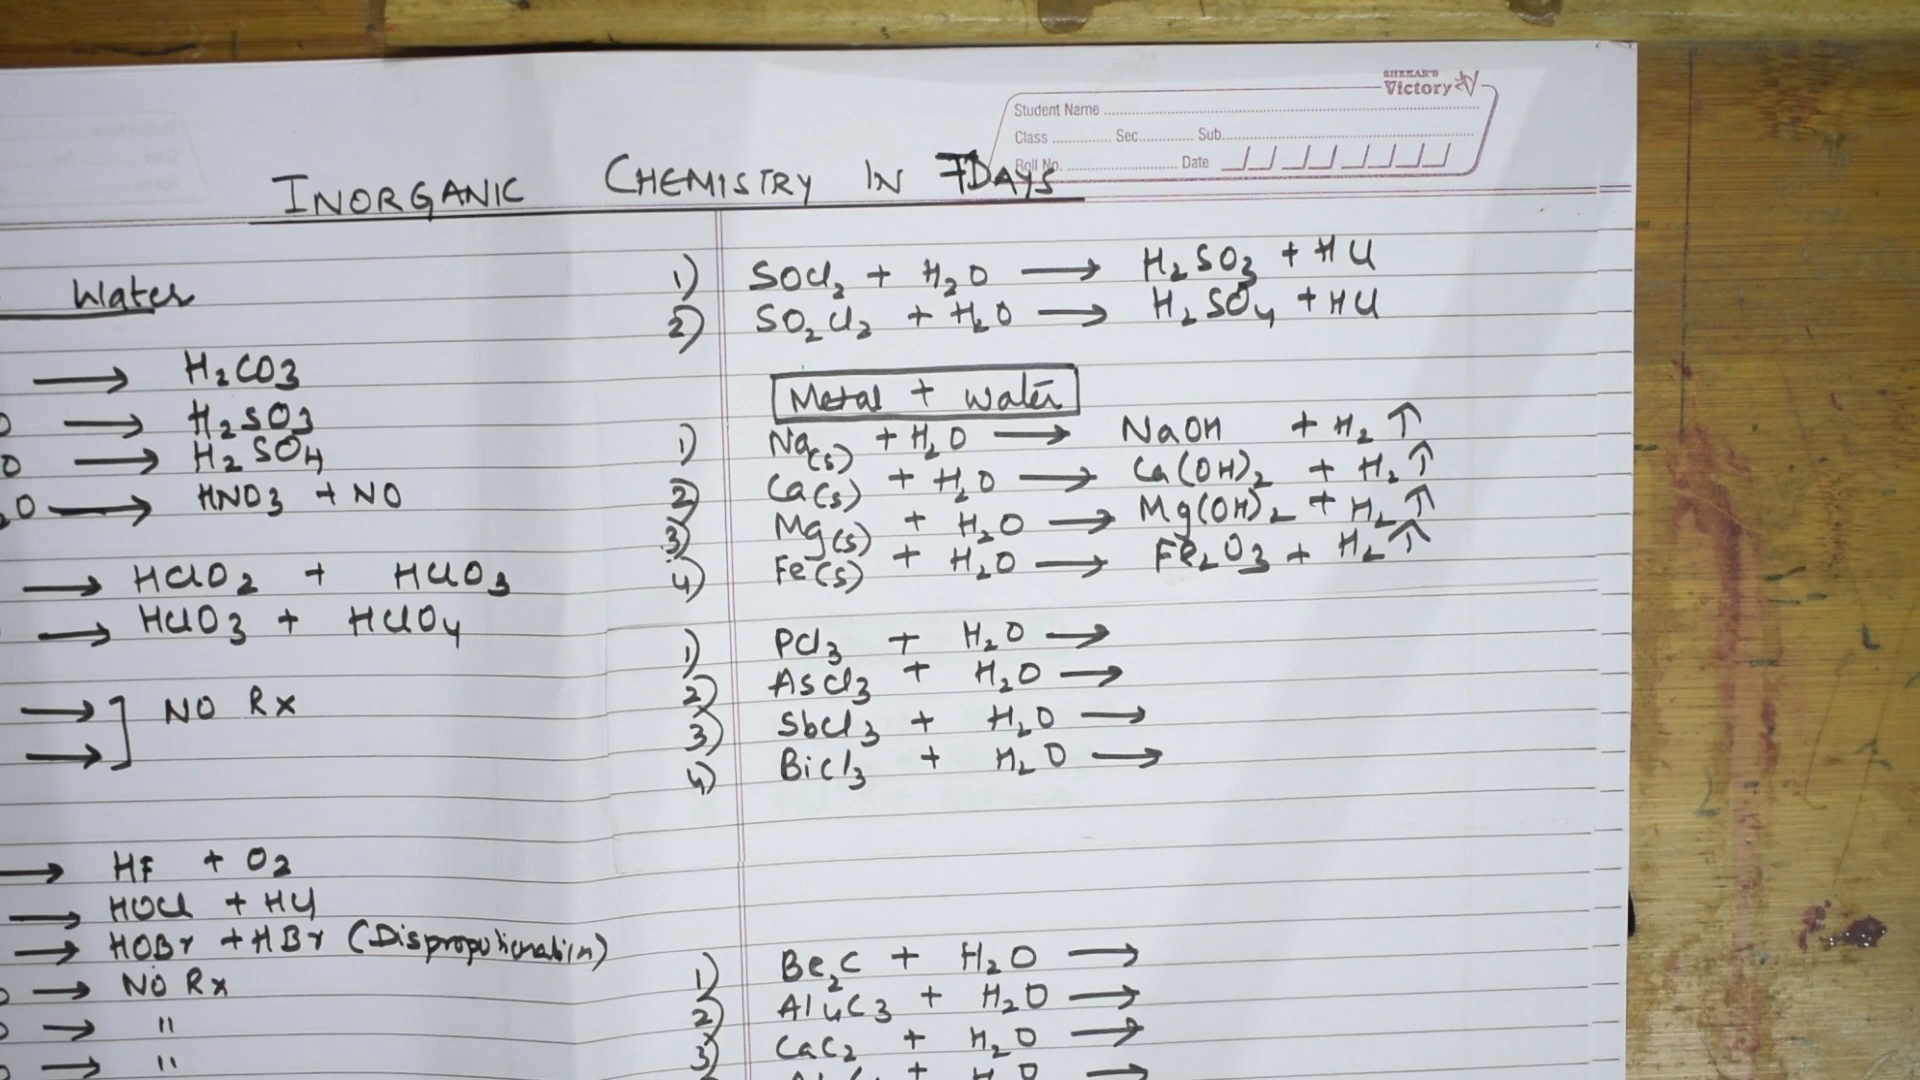 SHEKAR'S
Victory
Student Name
Class Sec Sub
Roll No. Date
INORGANIC CHEMISTRY IN 7 DAYS
Water
→ H₂CO₃
O → H₂SO₃
O → H₂SO₄
₂O → HNO₃ + NO
→ HClO₂ + HClO₃
→ HClO₃ + HClO₄
→ ] NO Rx
→
→ HF + O₂
→ HOCl + HCl
→ HOBr + HBr (Disproportionation)
O → NO Rx
O → "
O → "
1) SOCl₂ + H₂O → H₂SO₃ + HCl
2) SO₂Cl₂ + H₂O → H₂SO₄ + HCl
Metal + Water
1) Na(s) + H₂O → NaOH + H₂ ↑
2) Ca(s) + H₂O → Ca(OH)₂ + H₂ ↑
3) Mg(s) + H₂O → Mg(OH)₂ + H₂ ↑
4) Fe(s) + H₂O → Fe₂O₃ + H₂ ↑
1) PCl₃ + H₂O →
2) AsCl₃ + H₂O →
3) SbCl₃ + H₂O →
4) BiCl₃ + H₂O →
1) Be₂C + H₂O →
2) Al₄C₃ + H₂O →
3) CaC₂ + H₂O →